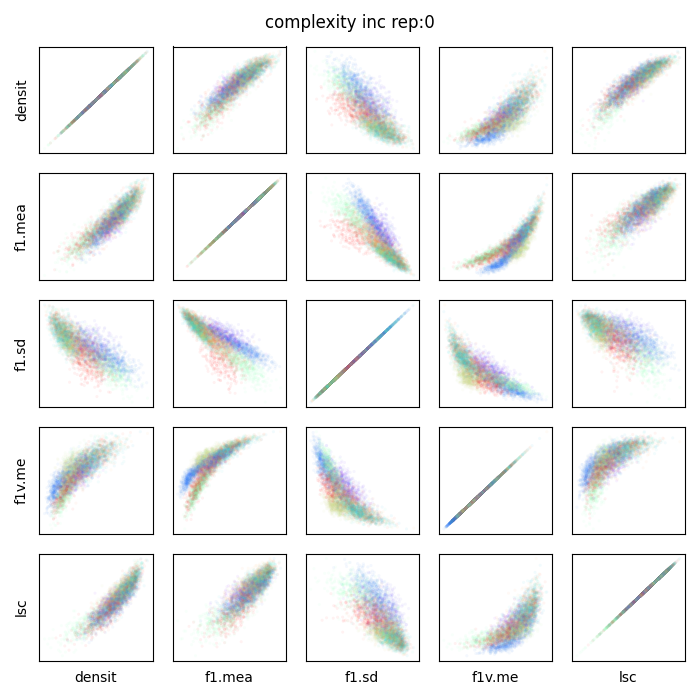 complexity inc rep:0
densit
f1.mea
f1.sd
f1v.me
lsc
densit
f1.mea
f1.sd
f1v.me
lsc